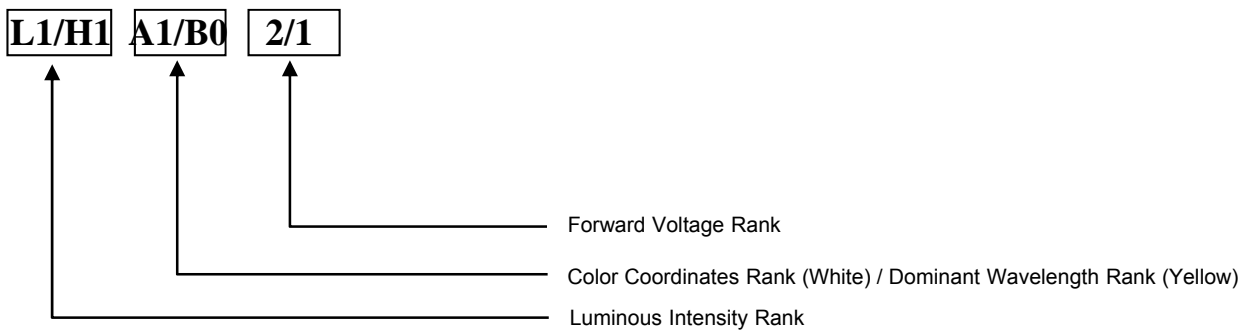 L1/H1 A1/B0 2/1
Forward Voltage Rank
Color Coordinates Rank (White) / Dominant Wavelength Rank (Yellow)
Luminous Intensity Rank